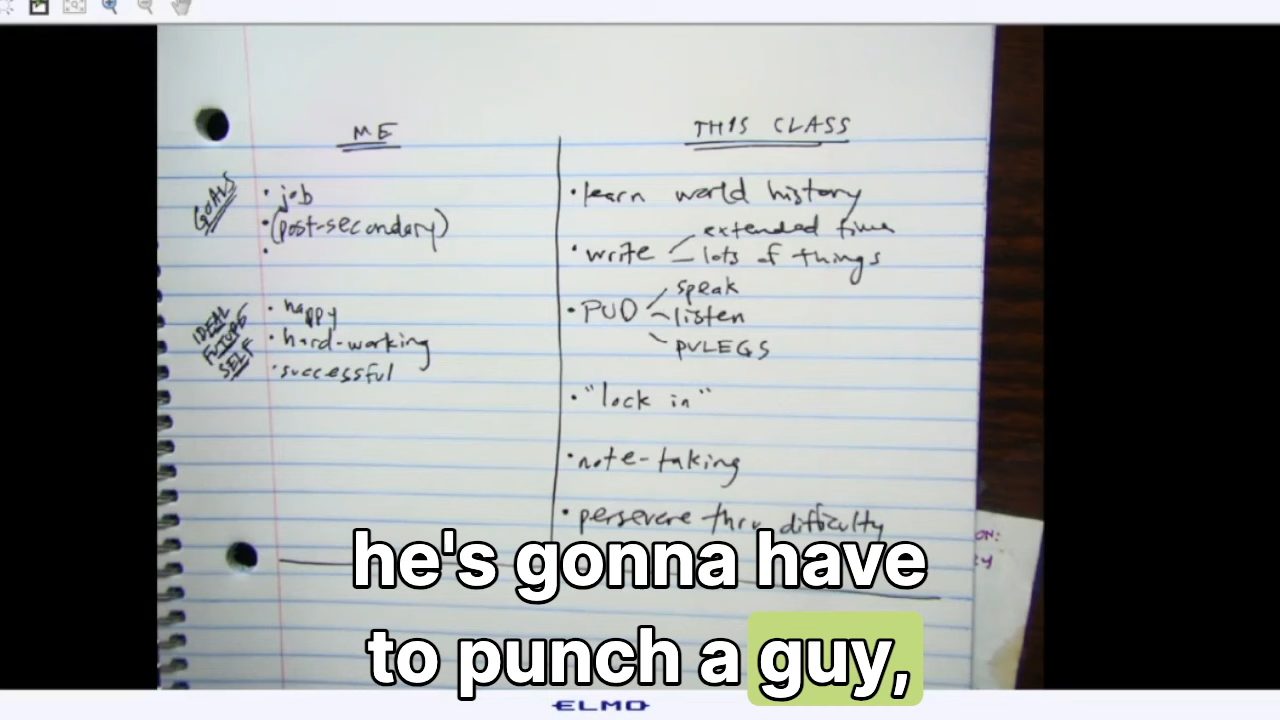 ME
THIS CLASS
GOALS
• job
• (post-secondary)
•
IDEAL
FUTURE
SELF
• happy
• hard-working
• successful
• learn world history
• write
extended time
lots of things
• PUD
speak
listen
PVLEGS
• "lock in"
• note-taking
• persevere thru difficulty
ON:
he's gonna have
to punch a guy,
ELMO